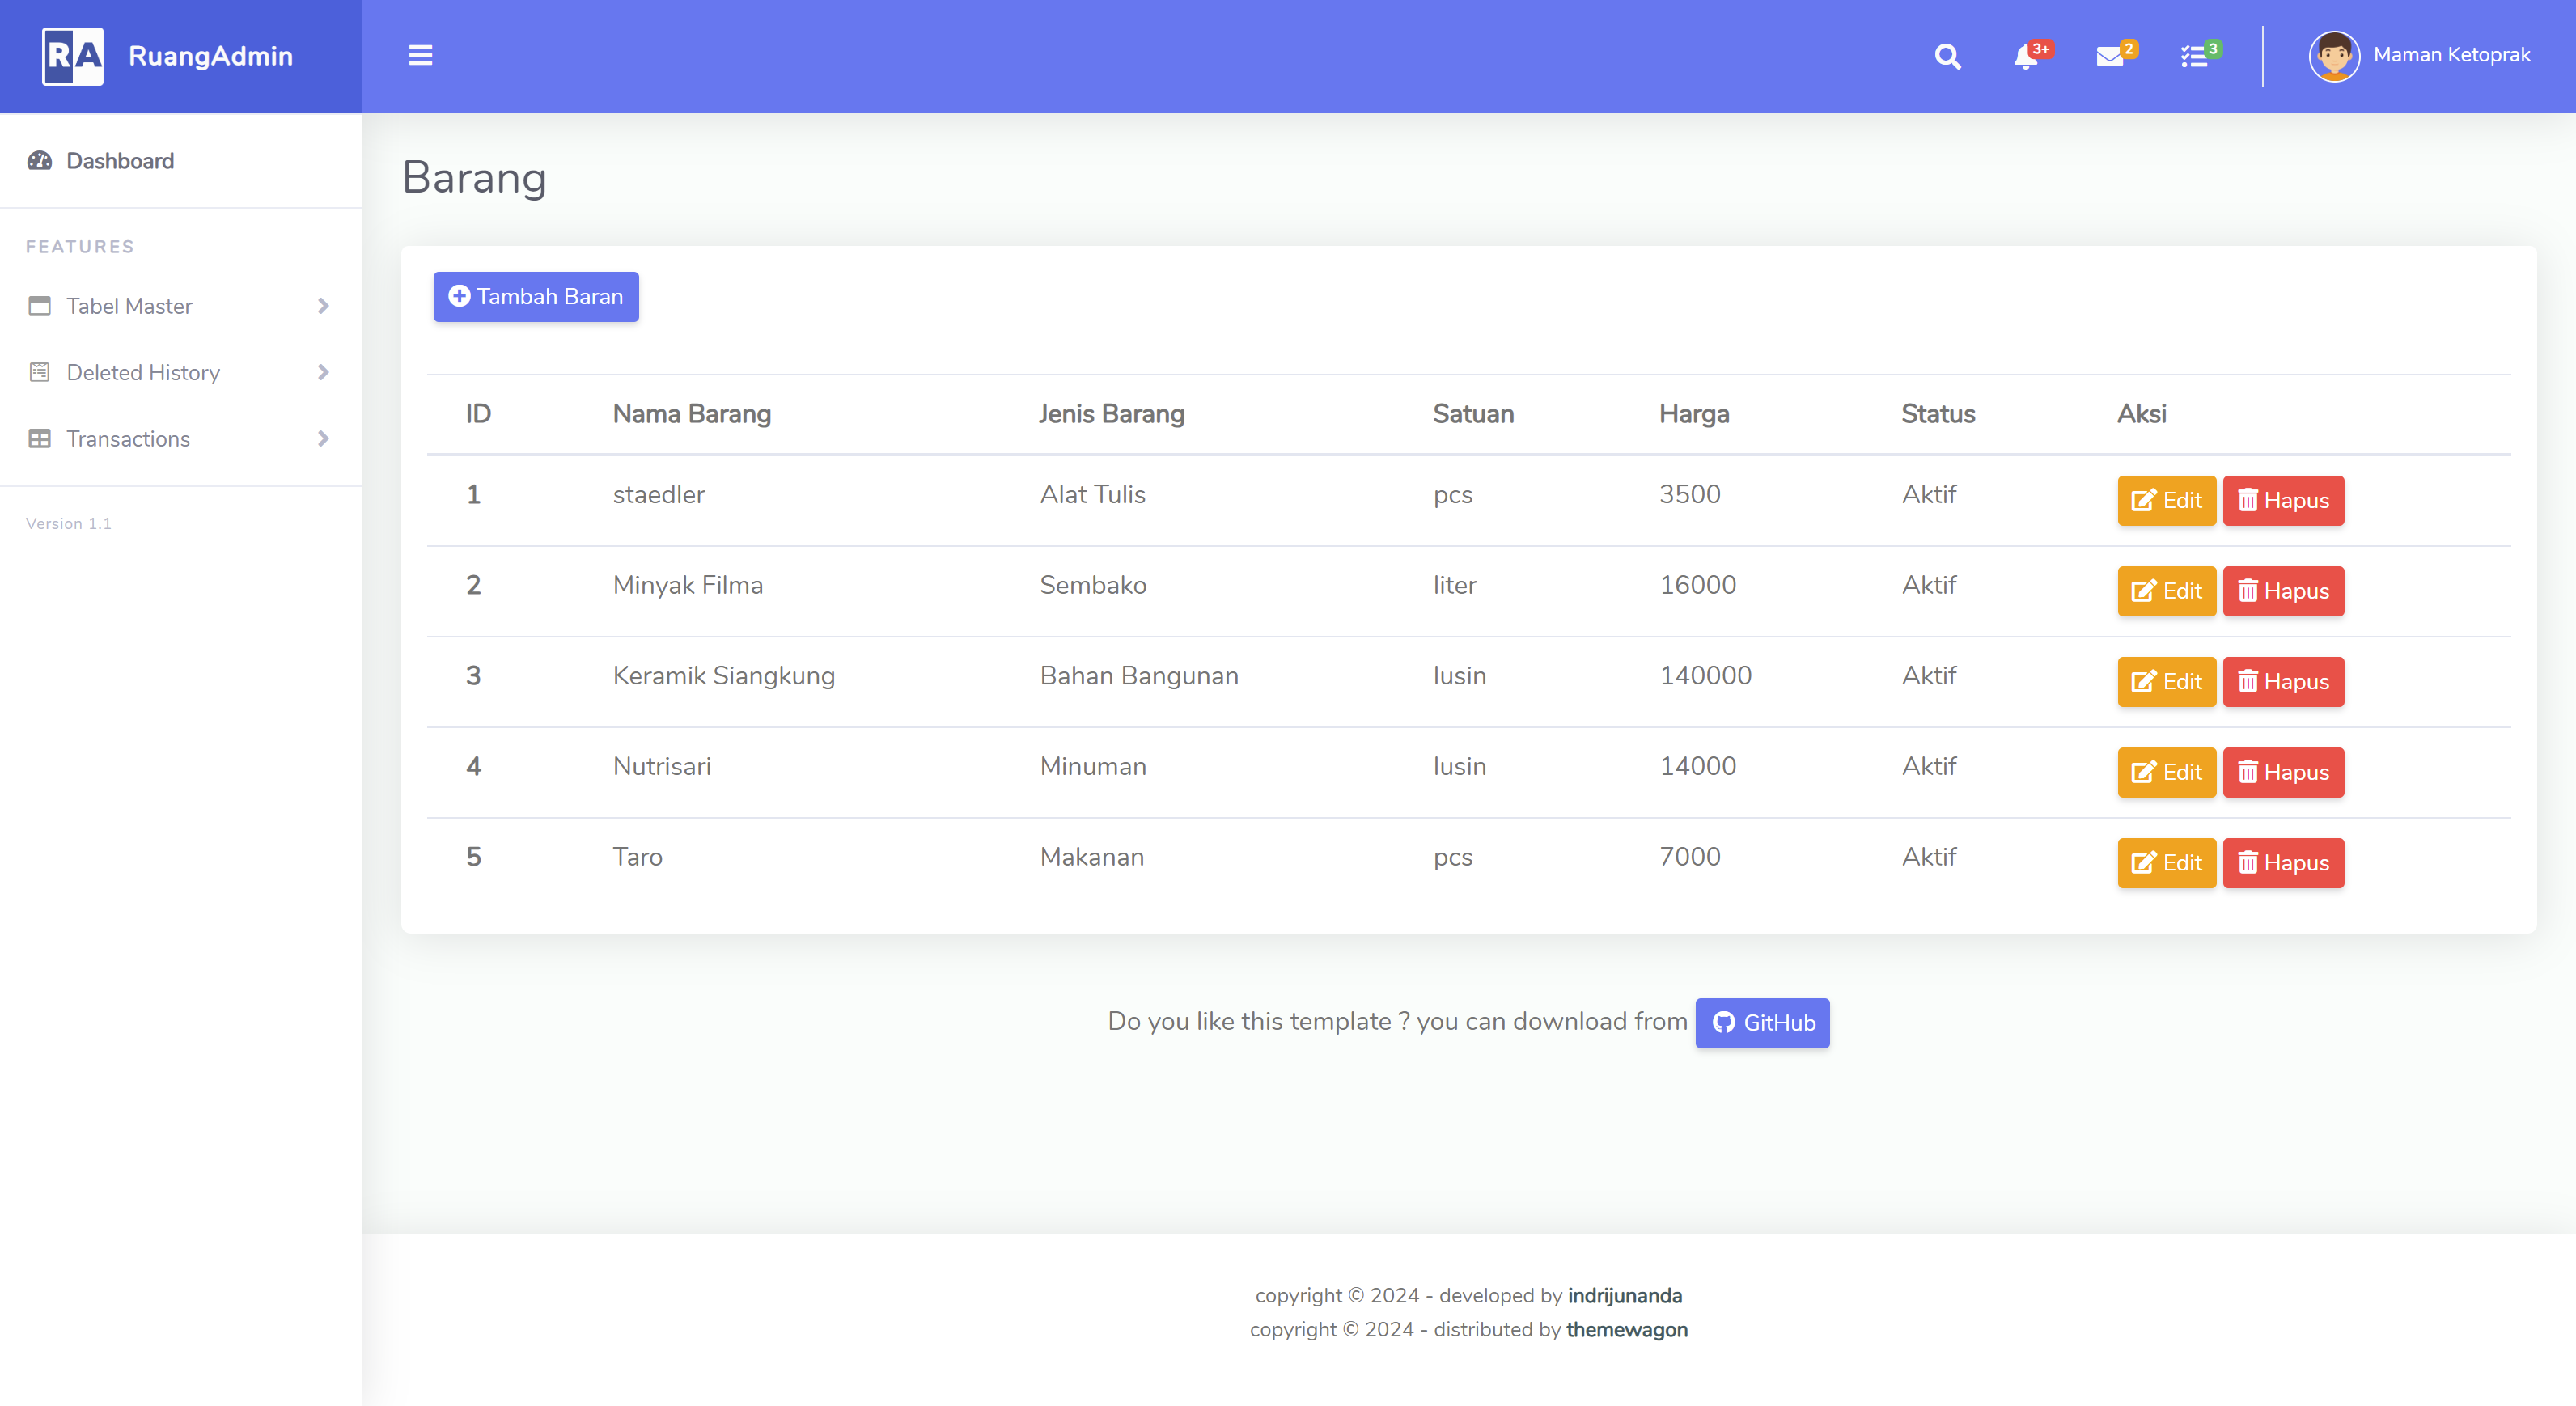 RA RuangAdmin
3+ 2 3 Maman Ketoprak
Dashboard
FEATURES
Tabel Master
Deleted History
Transactions
Version 1.1
Barang
Tambah Baran
ID Nama Barang Jenis Barang Satuan Harga Status Aksi
1 staedler Alat Tulis pcs 3500 Aktif Edit Hapus
2 Minyak Filma Sembako liter 16000 Aktif Edit Hapus
3 Keramik Siangkung Bahan Bangunan lusin 140000 Aktif Edit Hapus
4 Nutrisari Minuman lusin 14000 Aktif Edit Hapus
5 Taro Makanan pcs 7000 Aktif Edit Hapus
Do you like this template ? you can download from GitHub
copyright © 2024 - developed by indrijunanda
copyright © 2024 - distributed by themewagon